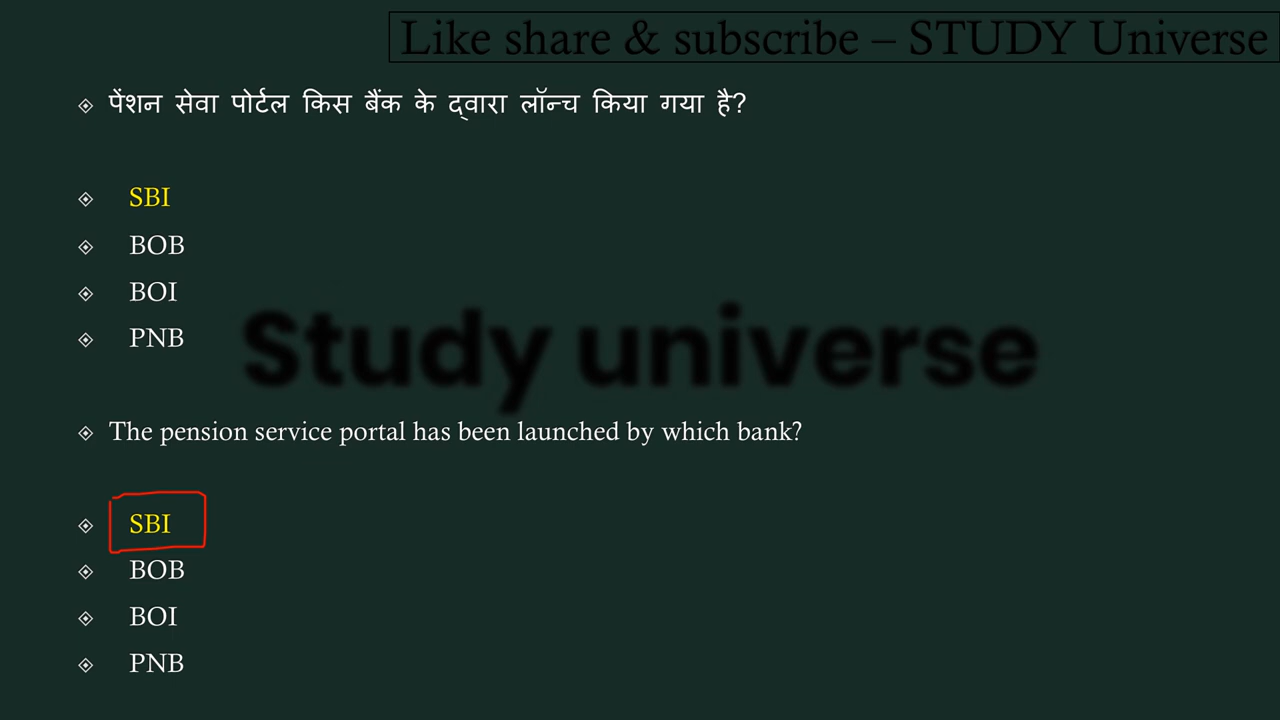 Like share & subscribe – STUDY Universe
पेंशन सेवा पोर्टल किस बैंक के द्वारा लॉन्च किया गया है?
SBI
BOB
BOI
PNB
Study universe
The pension service portal has been launched by which bank?
SBI
BOB
BOI
PNB